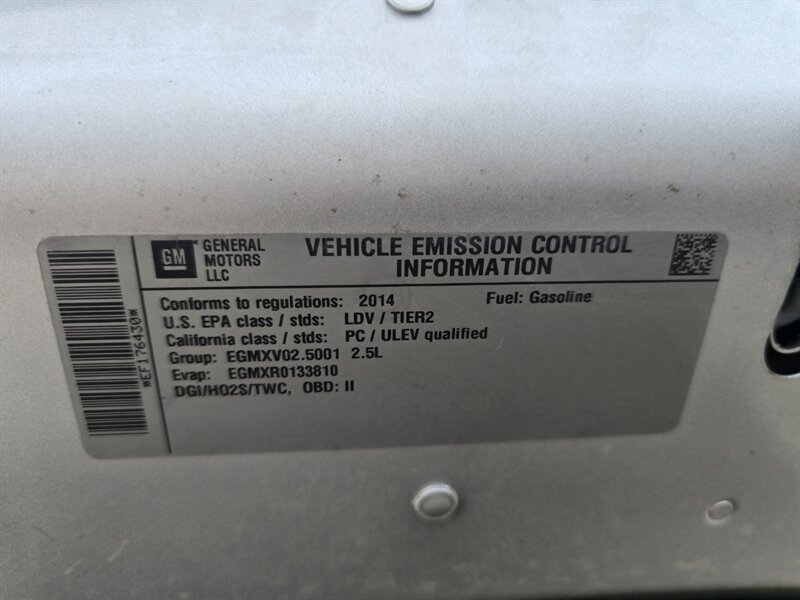 *EF176430*
GM
GENERAL
MOTORS
LLC
VEHICLE EMISSION CONTROL
INFORMATION
Conforms to regulations: 2014 Fuel: Gasoline
U.S. EPA class / stds: LDV / TIER2
California class / stds: PC / ULEV qualified
Group: EGMXV02.5001 2.5L
Evap: EGMXR0133810
DGI/HO2S/TWC, OBD: II